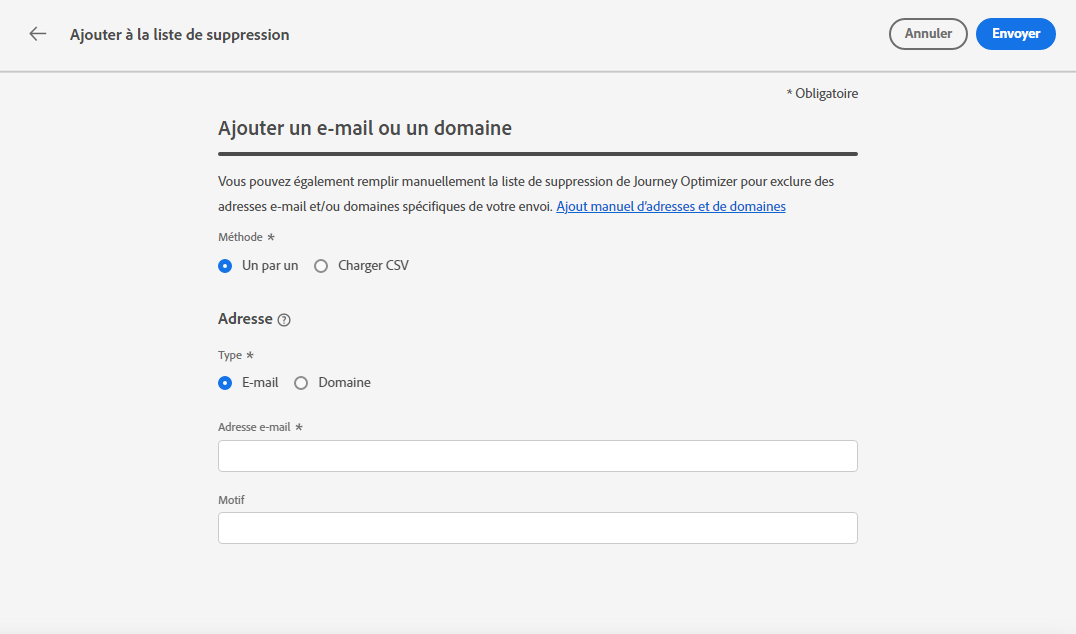 Ajouter à la liste de suppression
Annuler
Envoyer
* Obligatoire
Ajouter un e-mail ou un domaine
Vous pouvez également remplir manuellement la liste de suppression de Journey Optimizer pour exclure des
adresses e-mail et/ou domaines spécifiques de votre envoi. Ajout manuel d'adresses et de domaines
Méthode *
Un par un
Charger CSV
Adresse ?
Type *
E-mail
Domaine
Adresse e-mail *
Motif